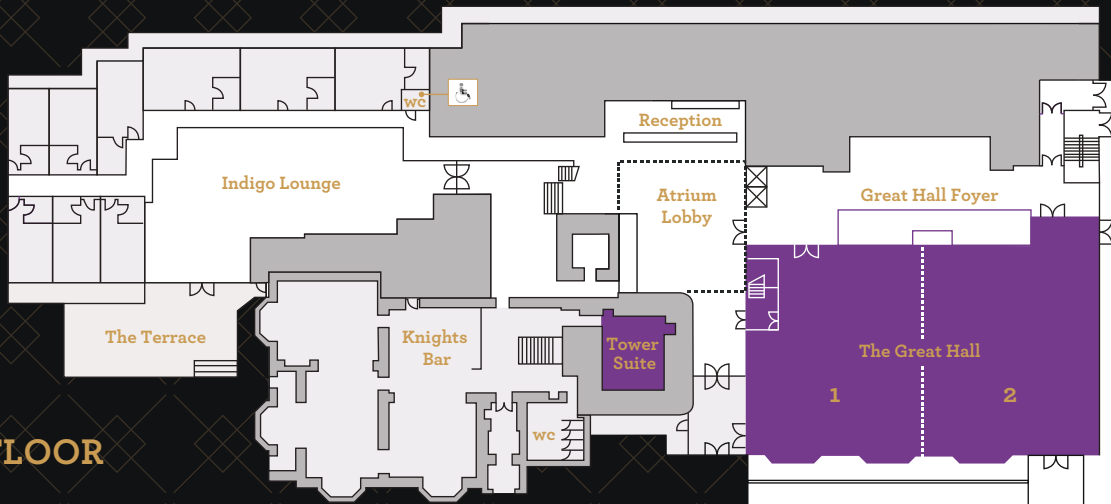 wc
Reception
Indigo Lounge
Atrium
Lobby
Great Hall Foyer
The Terrace
Knights
Bar
Tower
Suite
The Great Hall
1
2
wc